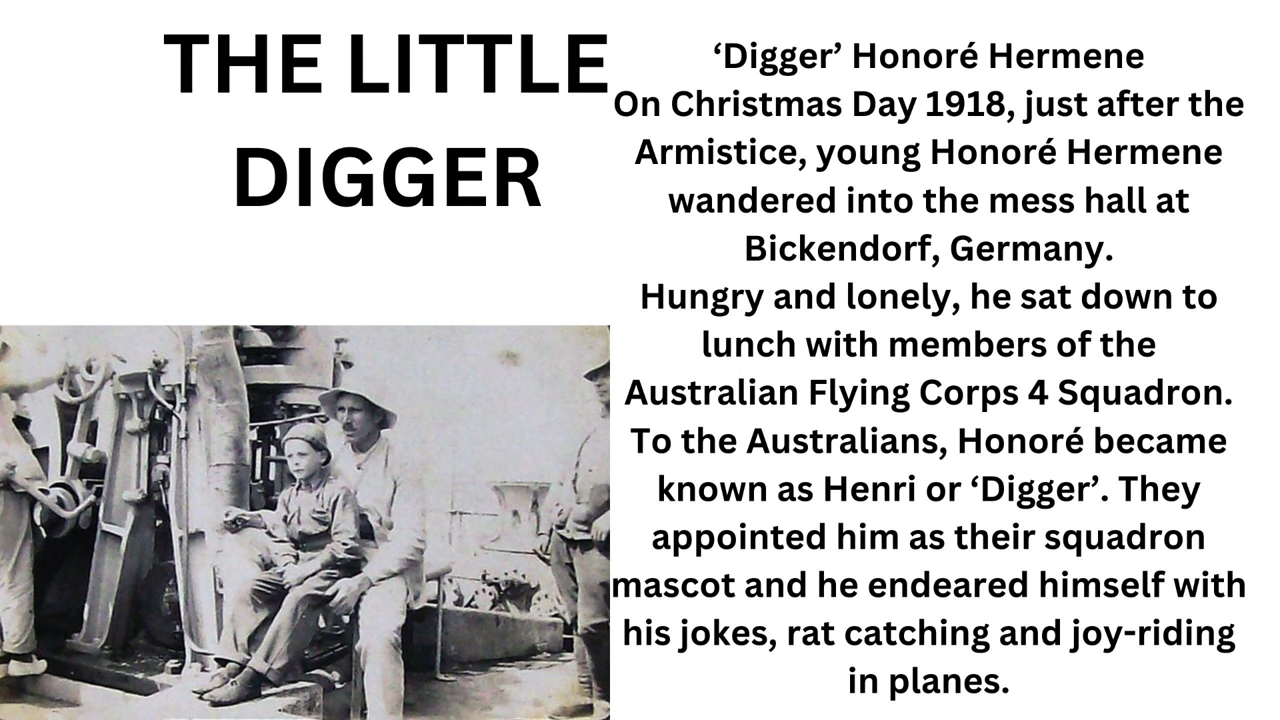 THE LITTLE
DIGGER
‘Digger’ Honoré Hermene
On Christmas Day 1918, just after the
Armistice, young Honoré Hermene
wandered into the mess hall at
Bickendorf, Germany.
Hungry and lonely, he sat down to
lunch with members of the
Australian Flying Corps 4 Squadron.
To the Australians, Honoré became
known as Henri or ‘Digger’. They
appointed him as their squadron
mascot and he endeared himself with
his jokes, rat catching and joy-riding
in planes.